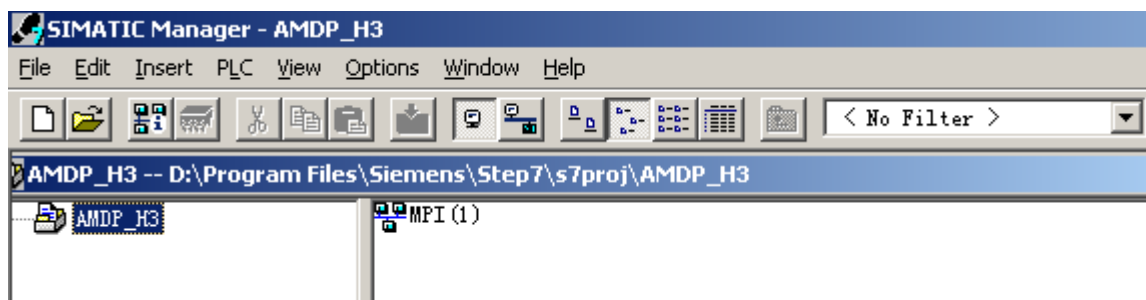 SIMATIC Manager - AMDP_H3
File Edit Insert PLC View Options Window Help
< No Filter >
AMDP_H3 -- D:\Program Files\Siemens\Step7\s7proj\AMDP_H3
AMDP_H3 MPI(1)